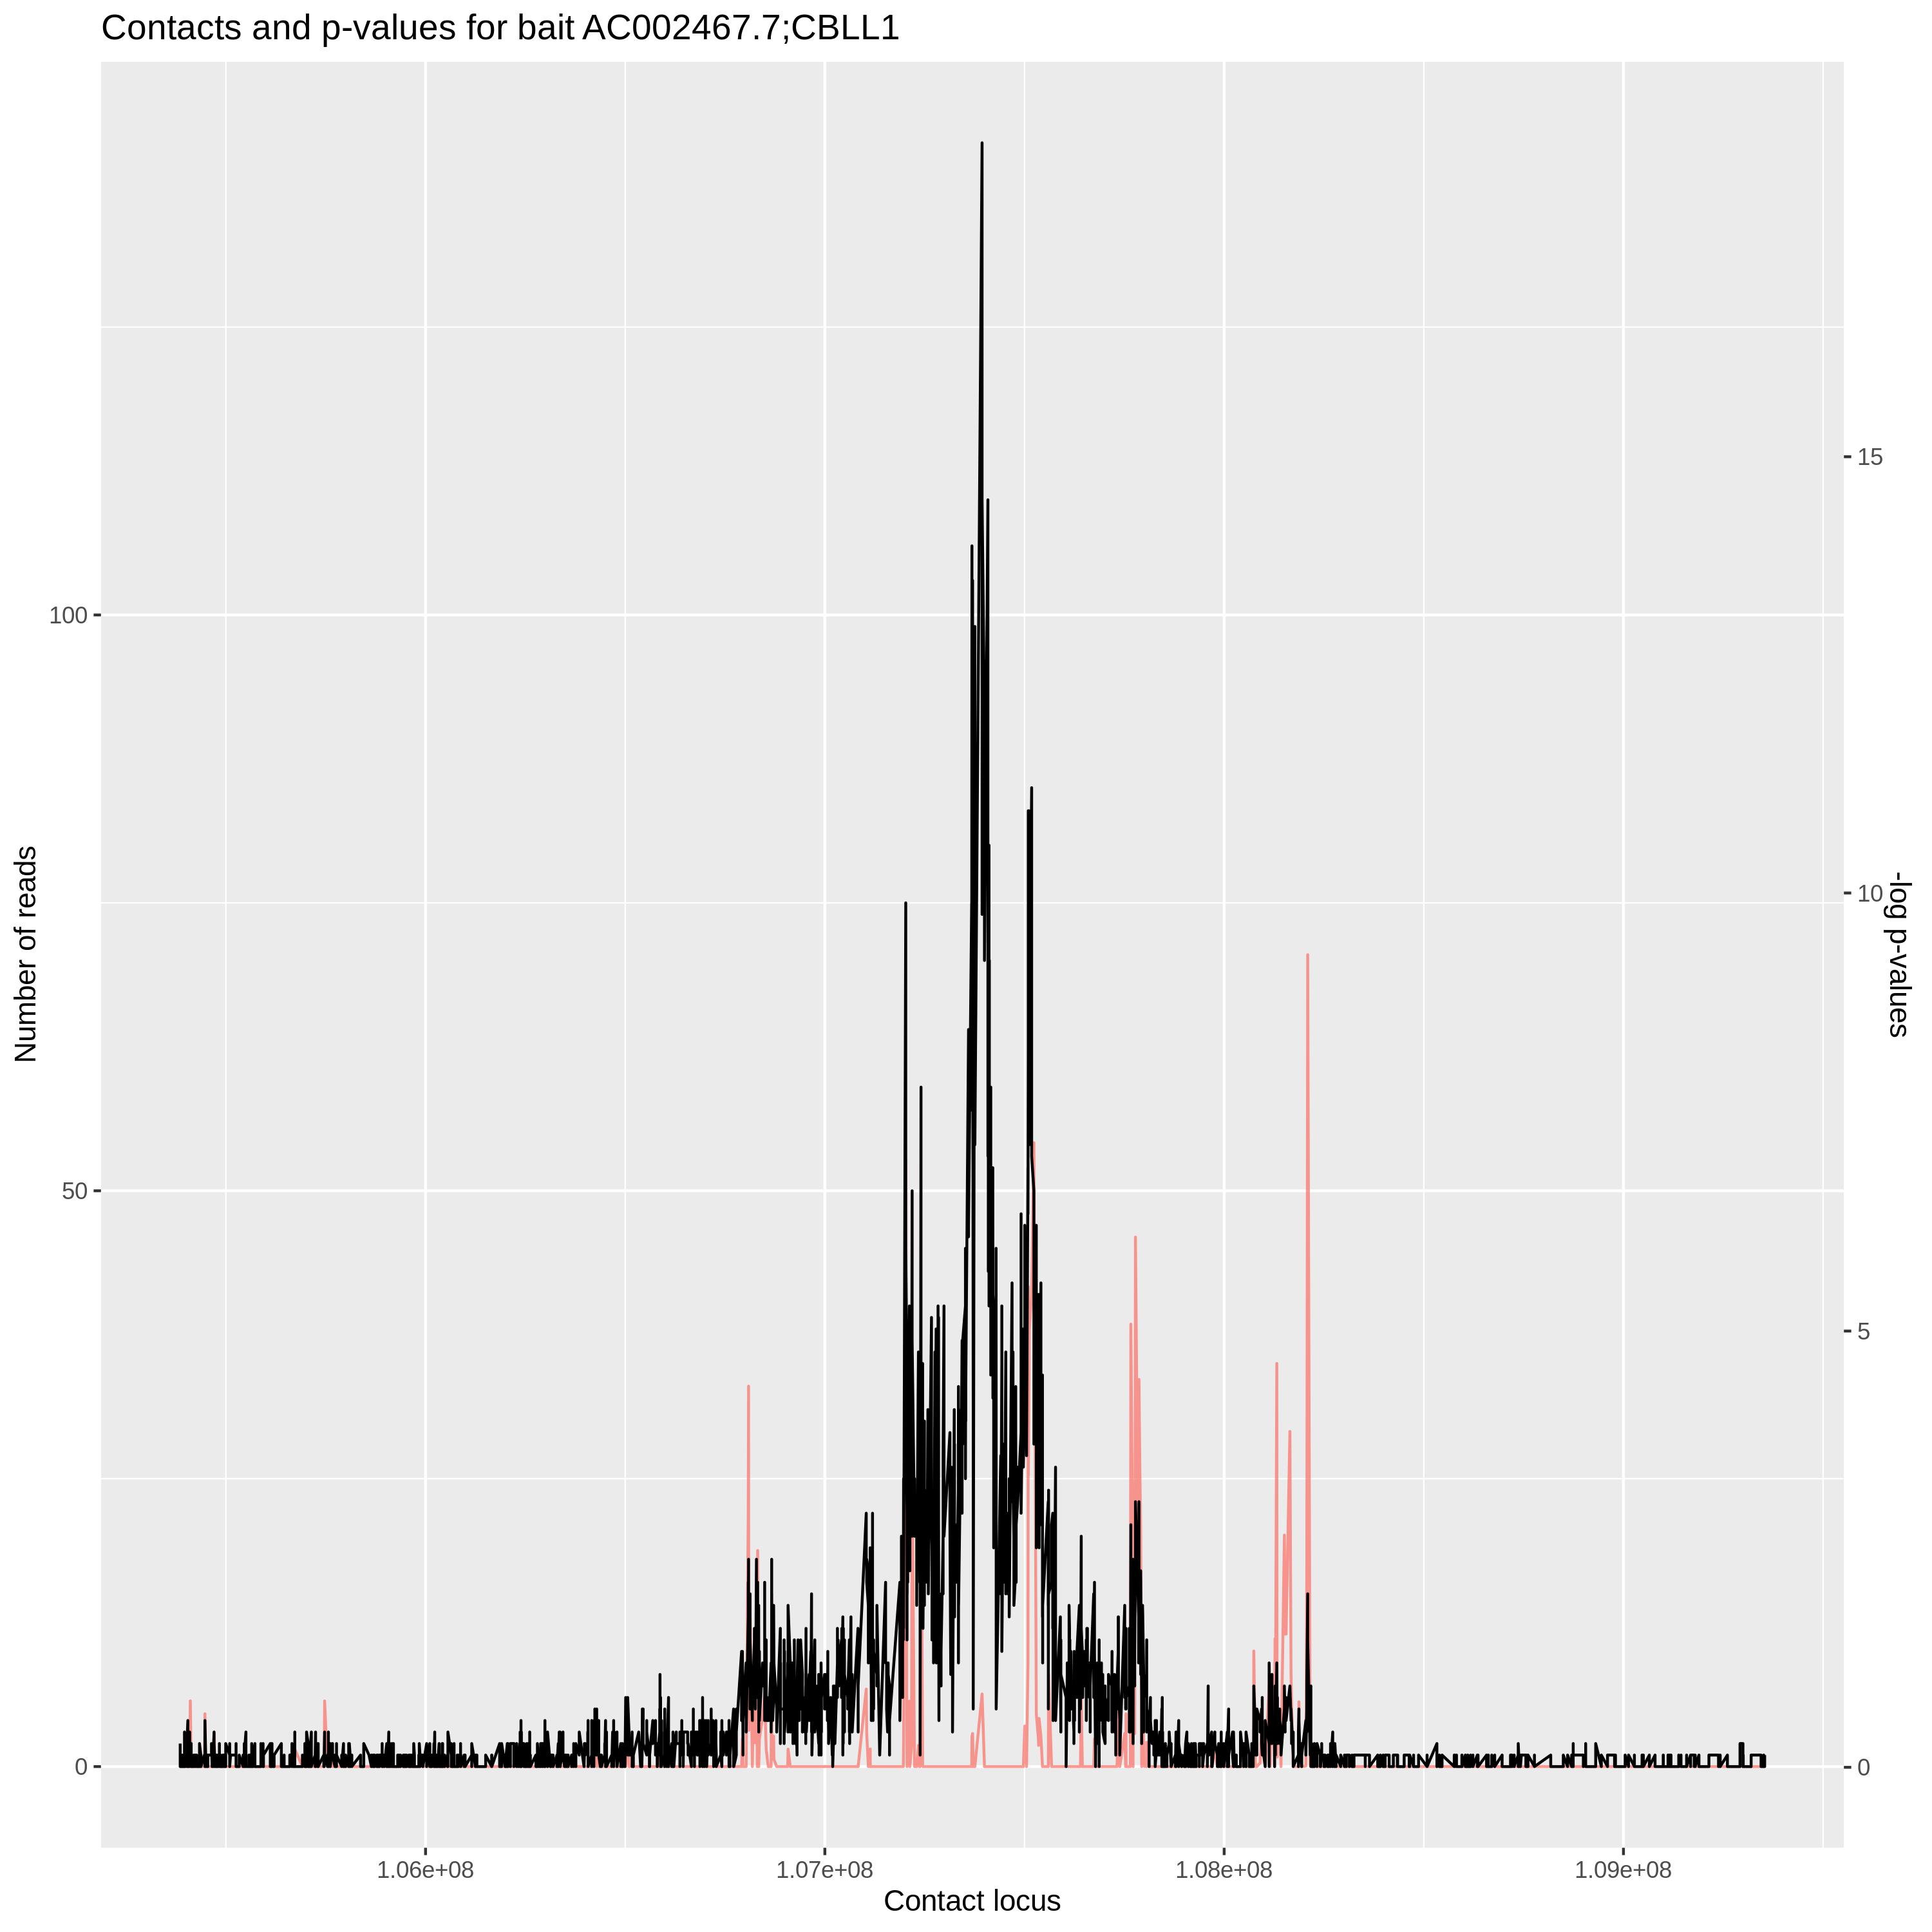 Contacts and p-values for bait AC002467.7;CBLL1
Number of reads
100
50
0
15
10
5
0
-log p-values
1.06e+08
1.07e+08
1.08e+08
1.09e+08
Contact locus